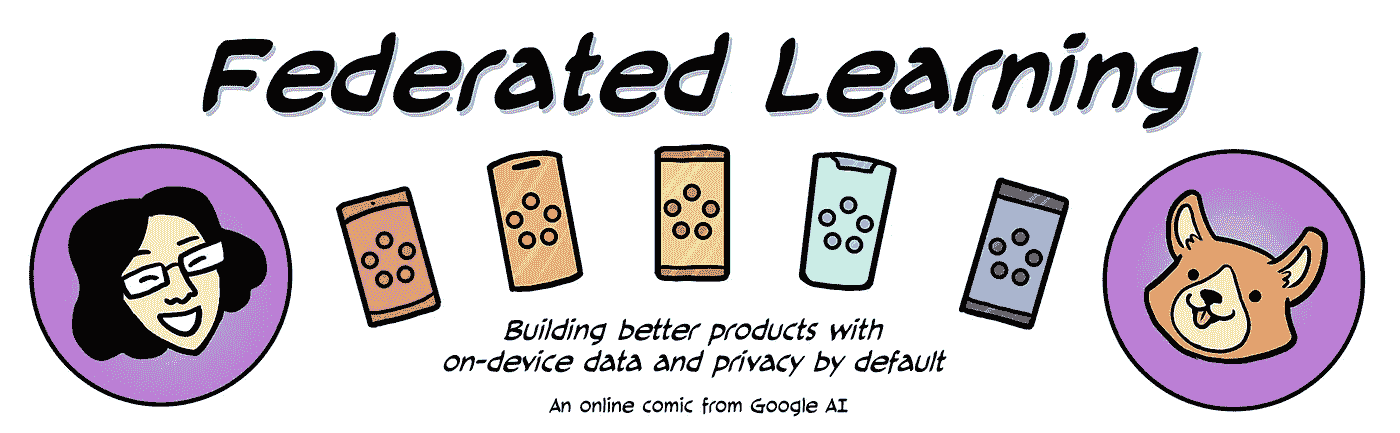 Federated Learning
Building better products with
on-device data and privacy by default
An online comic from Google AI